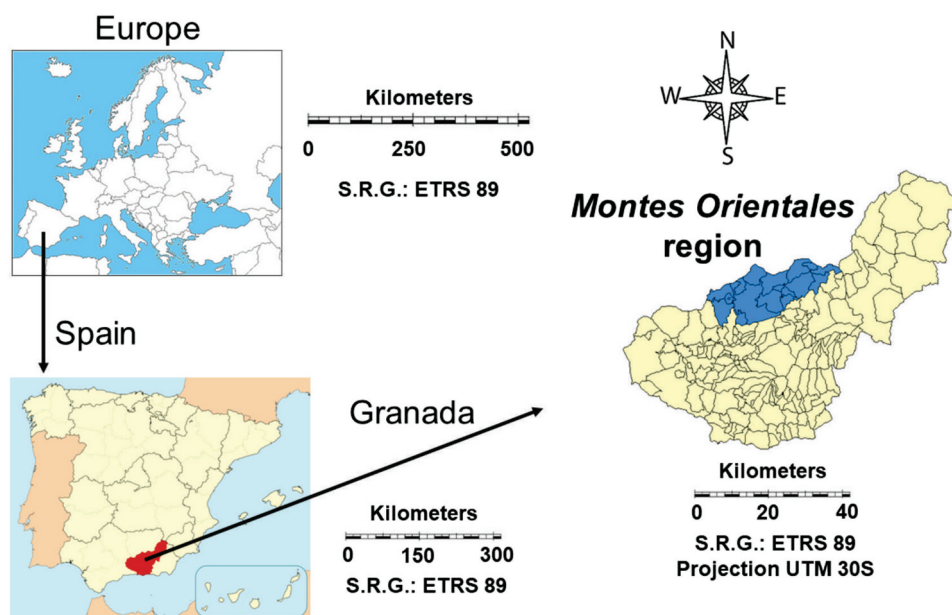 Europe
Kilometers
0 250 500
S.R.G.: ETRS 89
N
W E
S
Montes Orientales
region
Spain
Granada
Kilometers
0 150 300
S.R.G.: ETRS 89
Kilometers
0 20 40
S.R.G.: ETRS 89
Projection UTM 30S